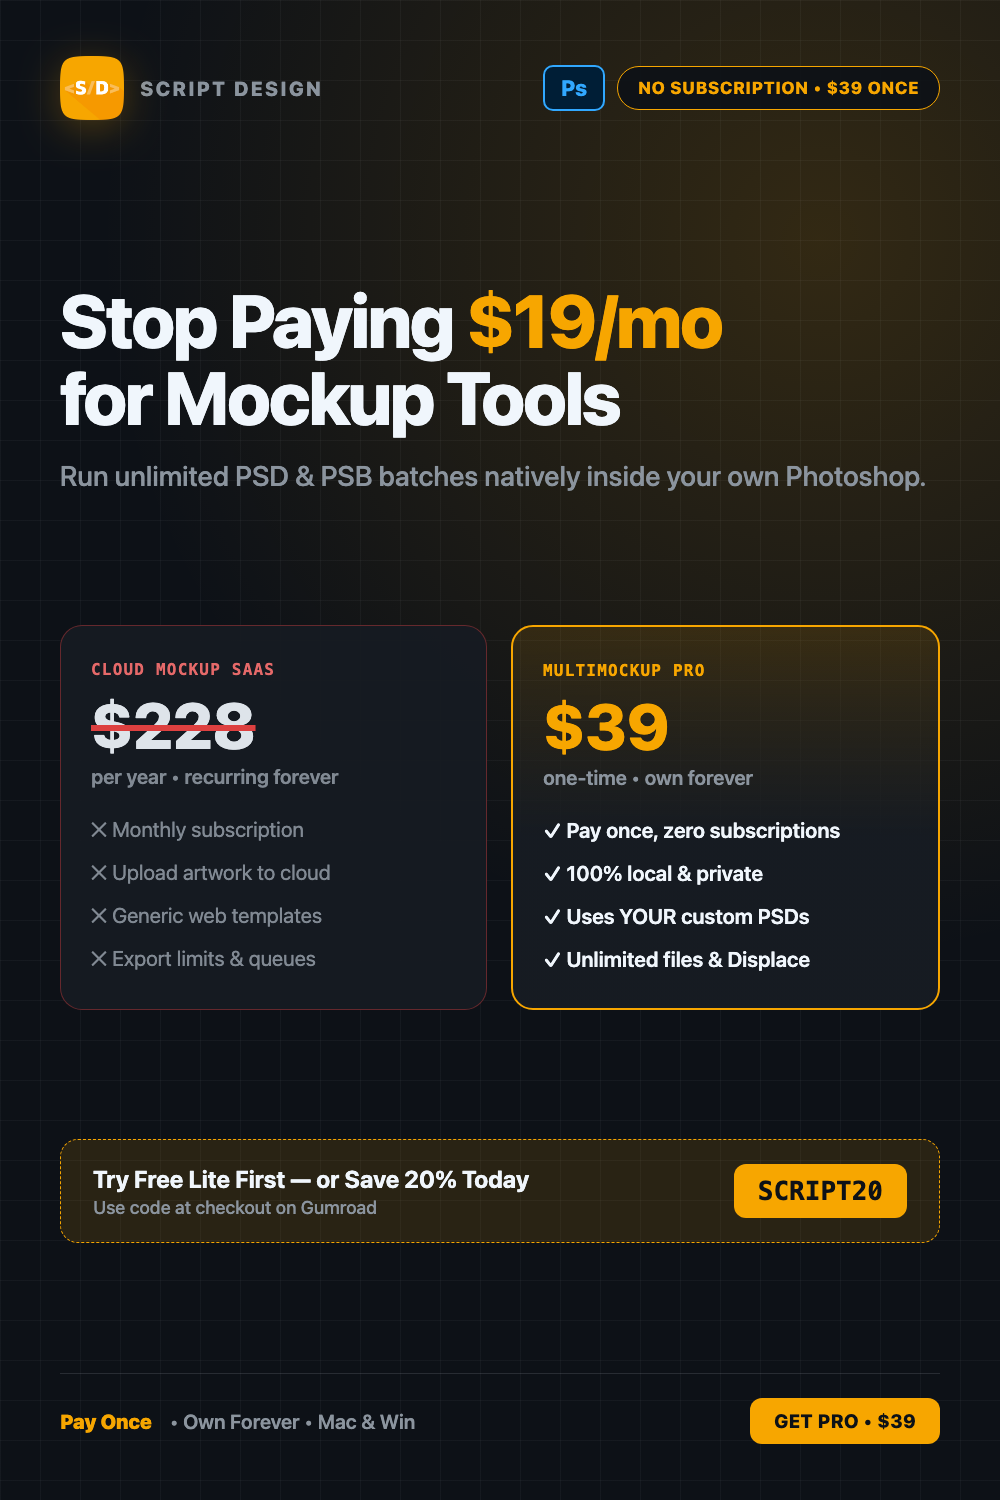 <S/D>
SCRIPT DESIGN
Ps
NO SUBSCRIPTION • $39 ONCE
Stop Paying $19/mo
for Mockup Tools
Run unlimited PSD & PSB batches natively inside your own Photoshop.
CLOUD MOCKUP SAAS
$228
per year • recurring forever
✕ Monthly subscription
✕ Upload artwork to cloud
✕ Generic web templates
✕ Export limits & queues
MULTIMOCKUP PRO
$39
one-time • own forever
✓ Pay once, zero subscriptions
✓ 100% local & private
✓ Uses YOUR custom PSDs
✓ Unlimited files & Displace
Try Free Lite First — or Save 20% Today
Use code at checkout on Gumroad
SCRIPT20
Pay Once • Own Forever • Mac & Win
GET PRO • $39